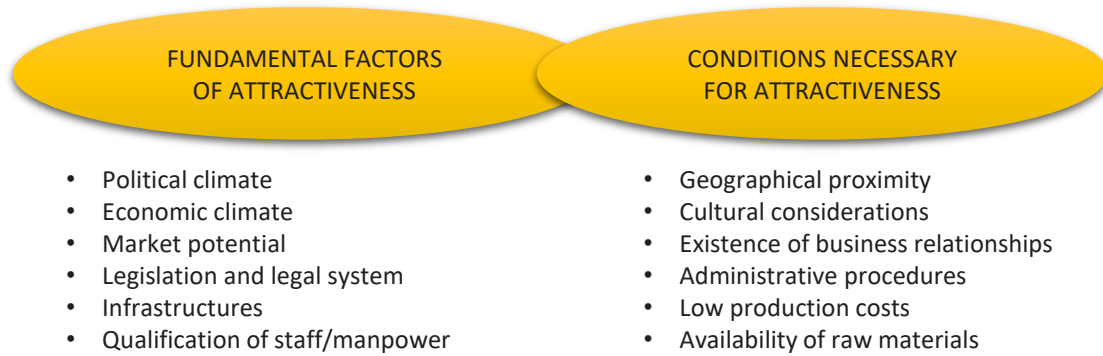 FUNDAMENTAL FACTORS
OF ATTRACTIVENESS
• Political climate
• Economic climate
• Market potential
• Legislation and legal system
• Infrastructures
• Qualification of staff/manpower
CONDITIONS NECESSARY
FOR ATTRACTIVENESS
• Geographical proximity
• Cultural considerations
• Existence of business relationships
• Administrative procedures
• Low production costs
• Availability of raw materials